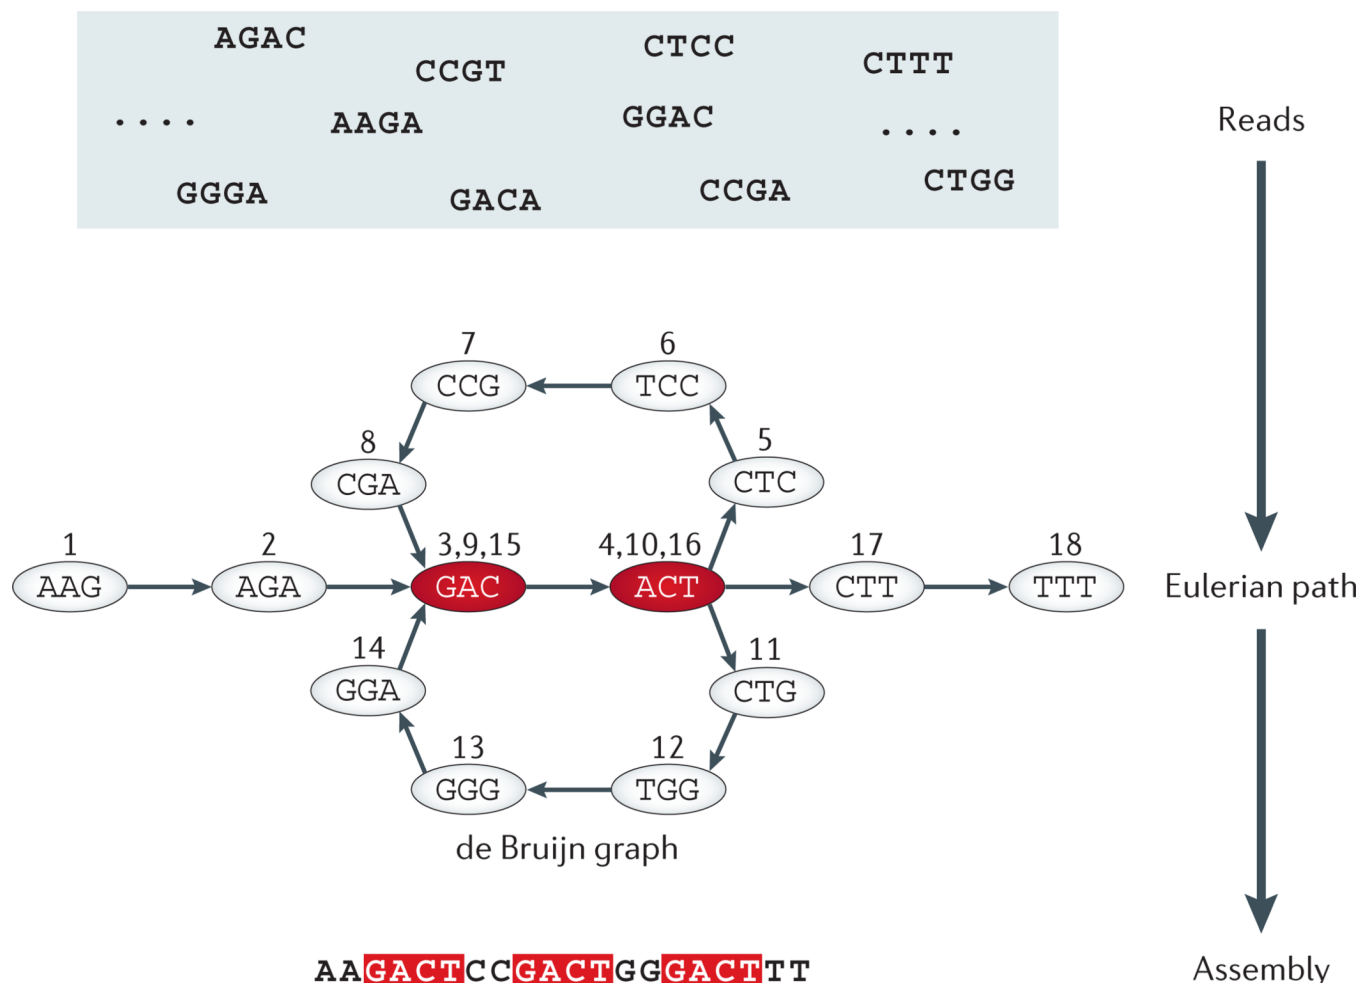 AGAC
CCGT
CTCC
CTTT
. . . .
AAGA
GGAC
. . . .
Reads
GGGA
GACA
CCGA
CTGG
7
6
CCG
TCC
8
5
CGA
CTC
1
2
3,9,15
4,10,16
17
18
AAG
AGA
GAC
ACT
CTT
TTT
Eulerian path
14
11
GGA
CTG
13
12
GGG
TGG
de Bruijn graph
AAGACTCCGACTGGGACTTT
Assembly